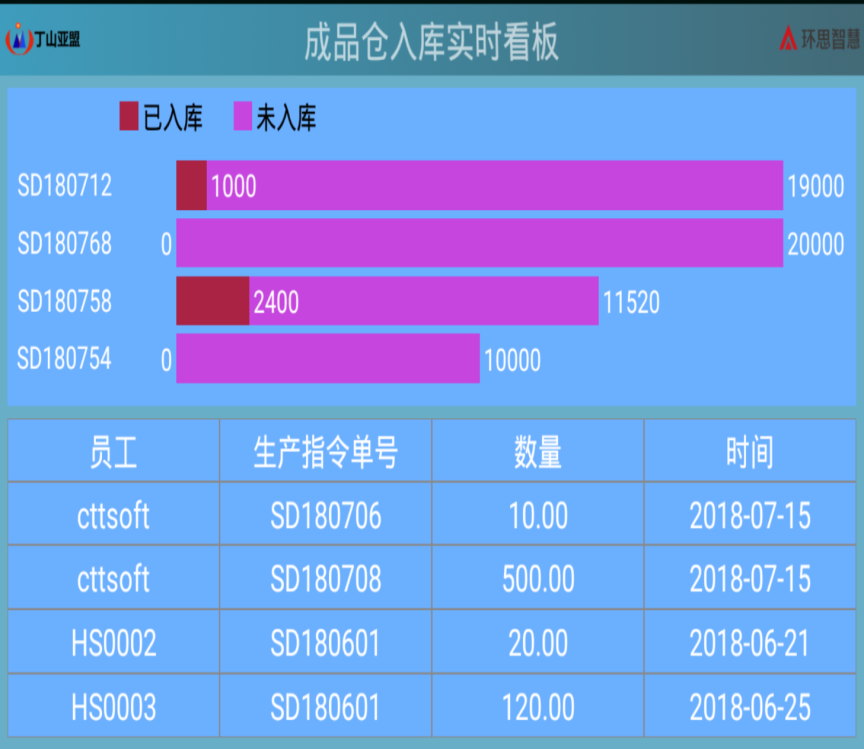 丁山亚盟 成品仓入库实时看板 环思智慧
已入库 未入库
SD180712 1000 19000
SD180768 0 20000
SD180758 2400 11520
SD180754 0 10000
员工 生产指令单号 数量 时间
cttsoft SD180706 10.00 2018-07-15
cttsoft SD180708 500.00 2018-07-15
HS0002 SD180601 20.00 2018-06-21
HS0003 SD180601 120.00 2018-06-25